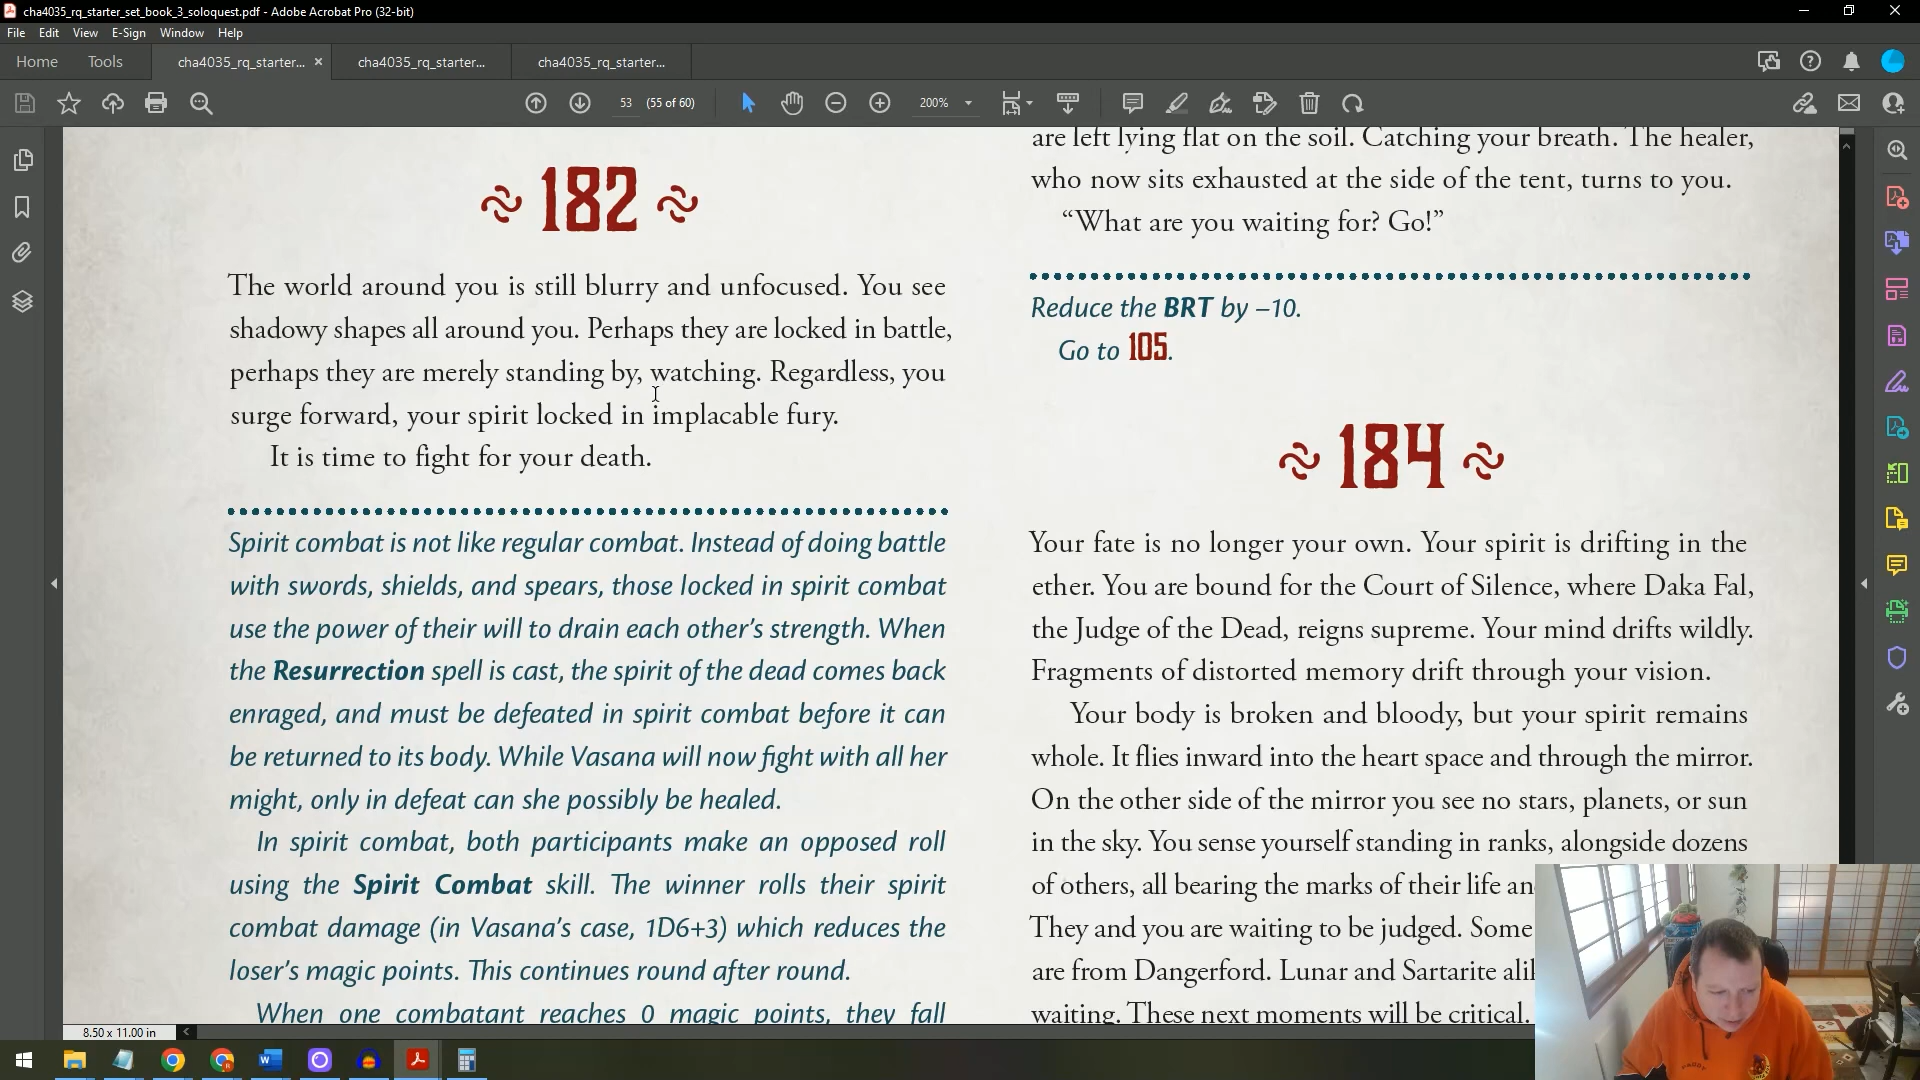 cha4035_rq_starter_set_book_3_soloquest.pdf - Adobe Acrobat Pro (32-bit)
File Edit View E-Sign Window Help
Home Tools cha4035_rq_starter... × cha4035_rq_starter... cha4035_rq_starter...
53 (55 of 60) 200%
182
The world around you is still blurry and unfocused. You see
shadowy shapes all around you. Perhaps they are locked in battle,
perhaps they are merely standing by, watching. Regardless, you
surge forward, your spirit locked in implacable fury.
It is time to fight for your death.
Spirit combat is not like regular combat. Instead of doing battle
with swords, shields, and spears, those locked in spirit combat
use the power of their will to drain each other's strength. When
the Resurrection spell is cast, the spirit of the dead comes back
enraged, and must be defeated in spirit combat before it can
be returned to its body. While Vasana will now fight with all her
might, only in defeat can she possibly be healed.
In spirit combat, both participants make an opposed roll
using the Spirit Combat skill. The winner rolls their spirit
combat damage (in Vasana's case, 1D6+3) which reduces the
loser's magic points. This continues round after round.
When one combatant reaches 0 magic points, they fall
are left lying flat on the soil. Catching your breath. The healer,
who now sits exhausted at the side of the tent, turns to you.
“What are you waiting for? Go!”
Reduce the BRT by –10.
Go to 105.
184
Your fate is no longer your own. Your spirit is drifting in the
ether. You are bound for the Court of Silence, where Daka Fal,
the Judge of the Dead, reigns supreme. Your mind drifts wildly.
Fragments of distorted memory drift through your vision.
Your body is broken and bloody, but your spirit remains
whole. It flies inward into the heart space and through the mirror.
On the other side of the mirror you see no stars, planets, or sun
in the sky. You sense yourself standing in ranks, alongside dozens
of others, all bearing the marks of their life an
They and you are waiting to be judged. Some
are from Dangerford. Lunar and Sartarite ali
waiting. These next moments will be critical.
8.50 x 11.00 in